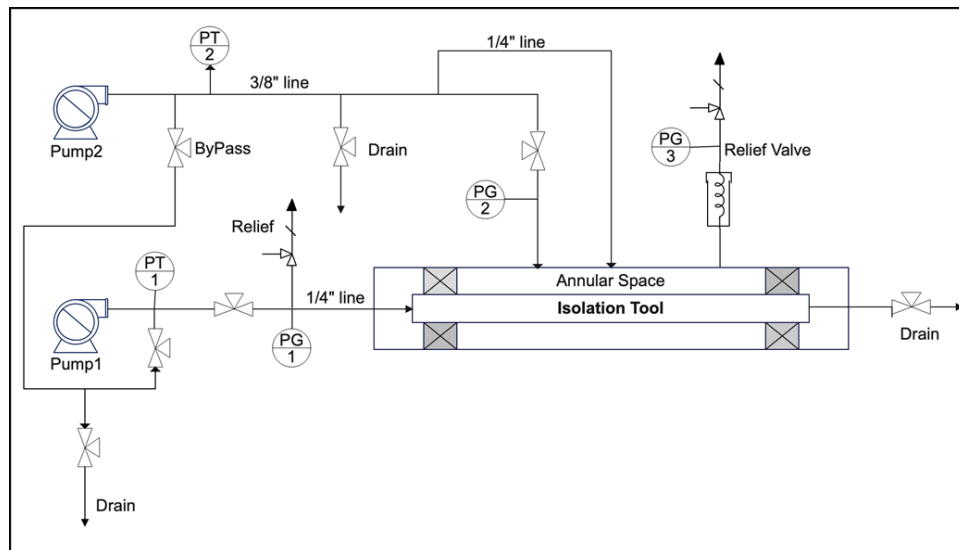 PT
2
1/4" line
3/8" line
Pump2
ByPass
Drain
PG
3
Relief Valve
PG
2
Relief
PT
1
Annular Space
1/4" line
Isolation Tool
PG
1
Pump1
Drain
Drain